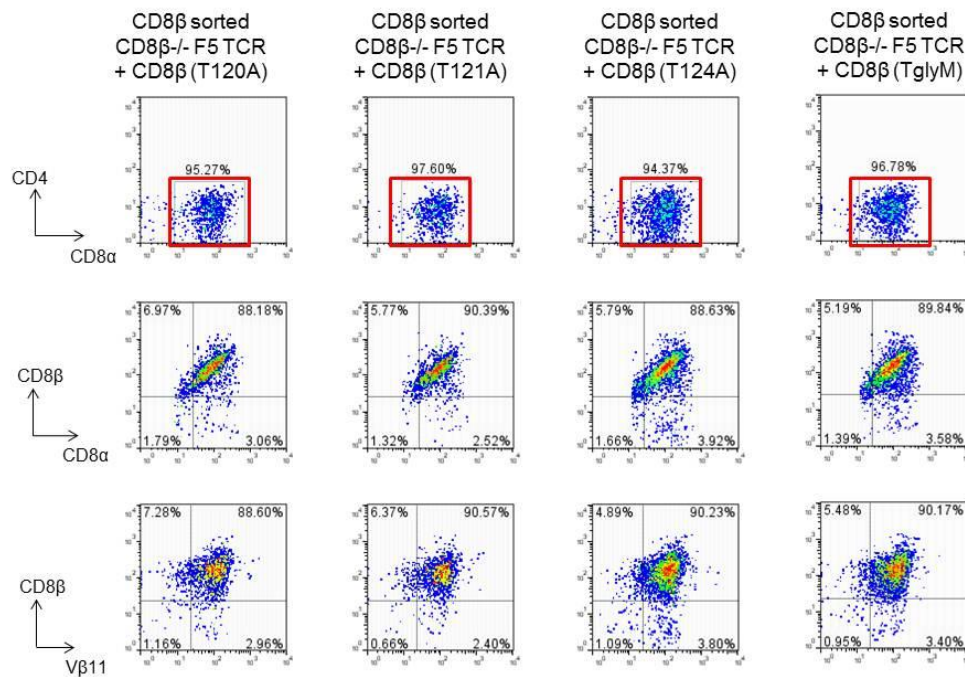 CD8β sorted
CD8β-/- F5 TCR
+ CD8β (T120A)
CD8β sorted
CD8β-/- F5 TCR
+ CD8β (T121A)
CD8β sorted
CD8β-/- F5 TCR
+ CD8β (T124A)
CD8β sorted
CD8β-/- F5 TCR
+ CD8β (TglyM)
CD4
CD8α
95.27%
97.60%
94.37%
96.78%
CD8β
CD8α
6.97% 88.18%
1.79% 3.06%
5.77% 90.39%
1.32% 2.52%
5.79% 88.63%
1.66% 3.92%
5.19% 89.84%
1.39% 3.58%
CD8β
Vβ11
7.28% 88.60%
1.16% 2.96%
6.37% 90.57%
0.66% 2.40%
4.89% 90.23%
1.09% 3.80%
5.48% 90.17%
0.95% 3.40%